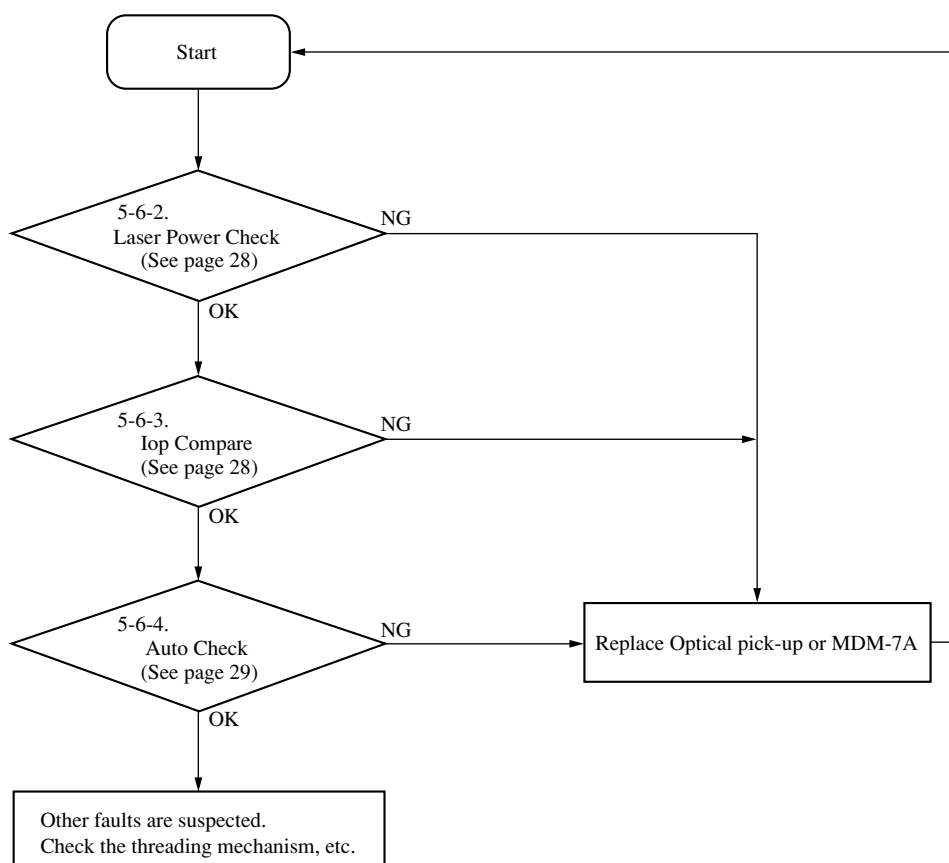 Start
5-6-2.
Laser Power Check
(See page 28)
NG
OK
5-6-3.
Iop Compare
(See page 28)
NG
OK
5-6-4.
Auto Check
(See page 29)
NG
OK
Replace Optical pick-up or MDM-7A
Other faults are suspected.
Check the threading mechanism, etc.